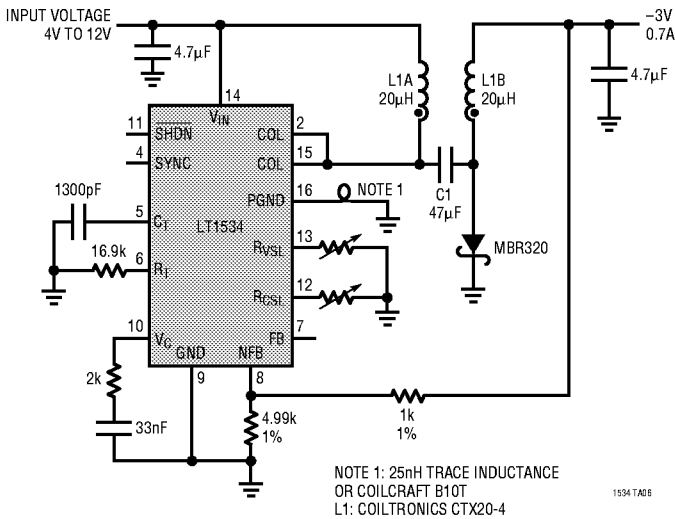 INPUT VOLTAGE
4V TO 12V
4.7µF
L1A
20µH
L1B
20µH
–3V
0.7A
4.7µF
14
VIN
11
SHDN
4
SYNC
COL
2
COL
15
C1
47µF
PGND
16
NOTE 1
1300pF
5
CT
LT1534
MBR320
RVSL
13
16.9k
6
RT
RCSL
12
10
VC
GND
NFB
FB
7
9
8
2k
33nF
4.99k
1%
1k
1%
NOTE 1: 25nH TRACE INDUCTANCE
OR COILCRAFT B10T
L1: COILTRONICS CTX20-4
1534 TA06